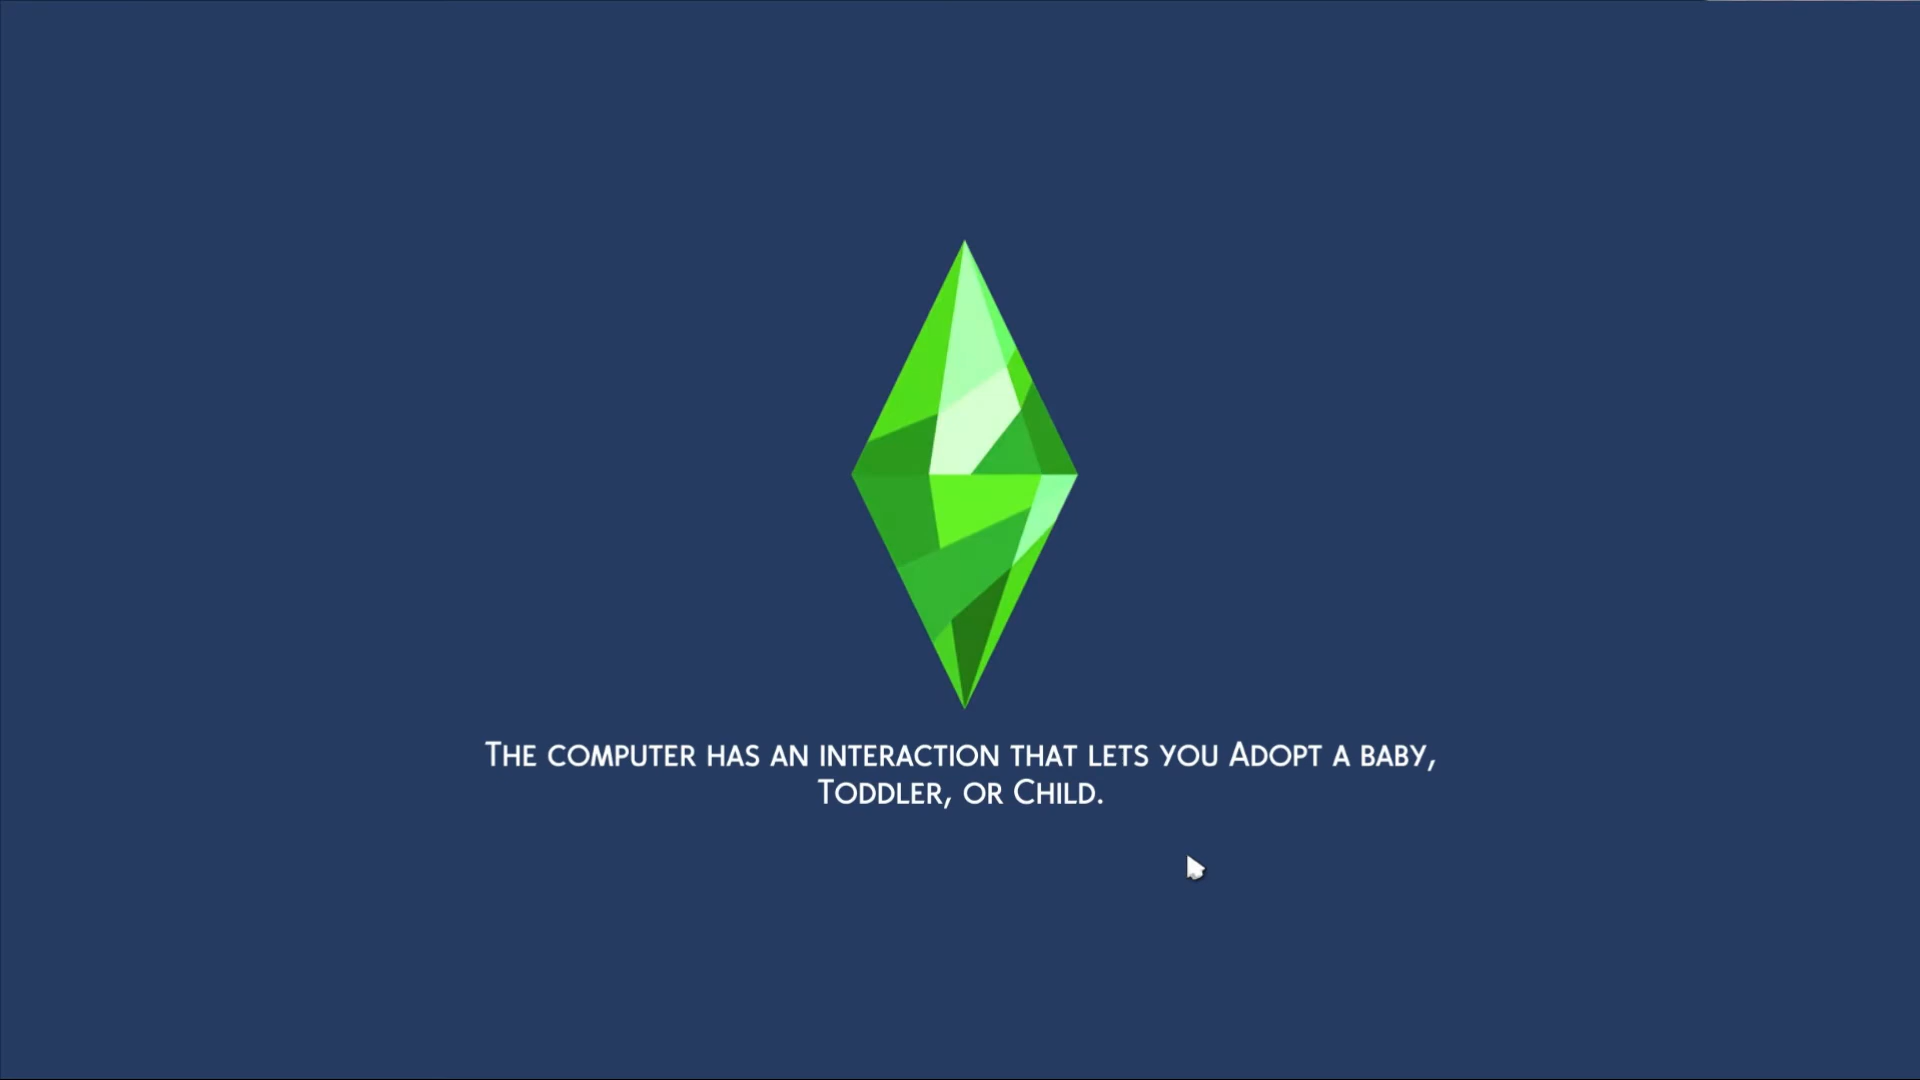 The computer has an interaction that lets you Adopt a baby,
Toddler, or Child.